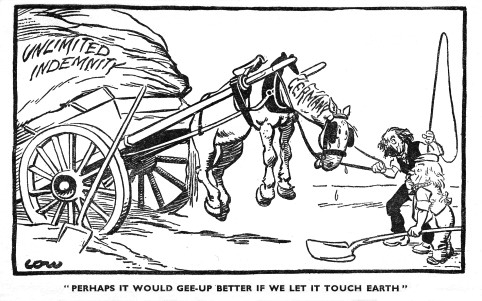 UNLIMITED
INDEMNITY
GERMANY
LOW
"PERHAPS IT WOULD GEE-UP BETTER IF WE LET IT TOUCH EARTH"